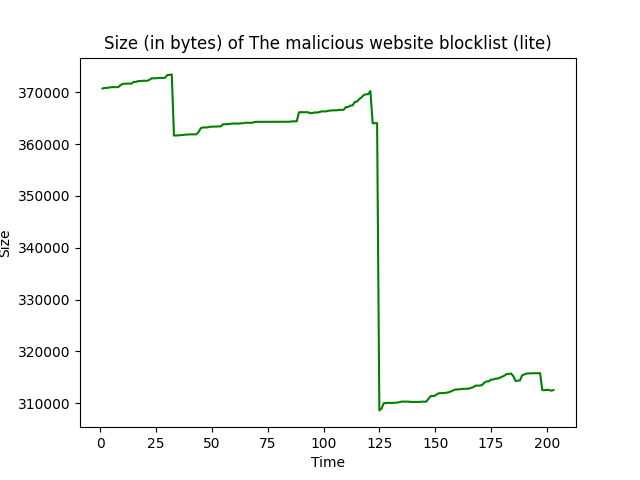 Size (in bytes) of The malicious website blocklist (lite)
370000
360000
350000
340000
330000
320000
310000
Size
0 25 50 75 100 125 150 175 200
Time